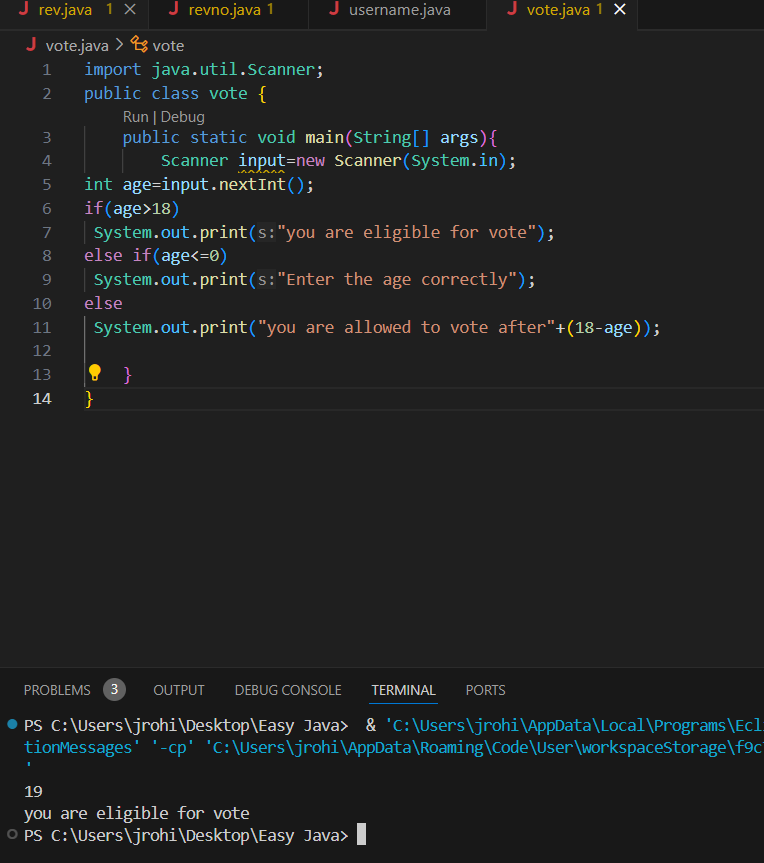 rev.java 1 revno.java 1 username.java vote.java 1
vote.java > vote
1 import java.util.Scanner;
2 public class vote {
Run | Debug
3 public static void main(String[] args){
4 Scanner input=new Scanner(System.in);
5 int age=input.nextInt();
6 if(age>18)
7 System.out.print(s:"you are eligible for vote");
8 else if(age<=0)
9 System.out.print(s:"Enter the age correctly");
10 else
11 System.out.print("you are allowed to vote after"+(18-age));
12
13 }
14 }
PROBLEMS 3 OUTPUT DEBUG CONSOLE TERMINAL PORTS
PS C:\Users\jrohi\Desktop\Easy Java> & 'C:\Users\jrohi\AppData\Local\Programs\Ecl
tionMessages' '-cp' 'C:\Users\jrohi\AppData\Roaming\Code\User\workspaceStorage\f9c
'
19
you are eligible for vote
PS C:\Users\jrohi\Desktop\Easy Java>